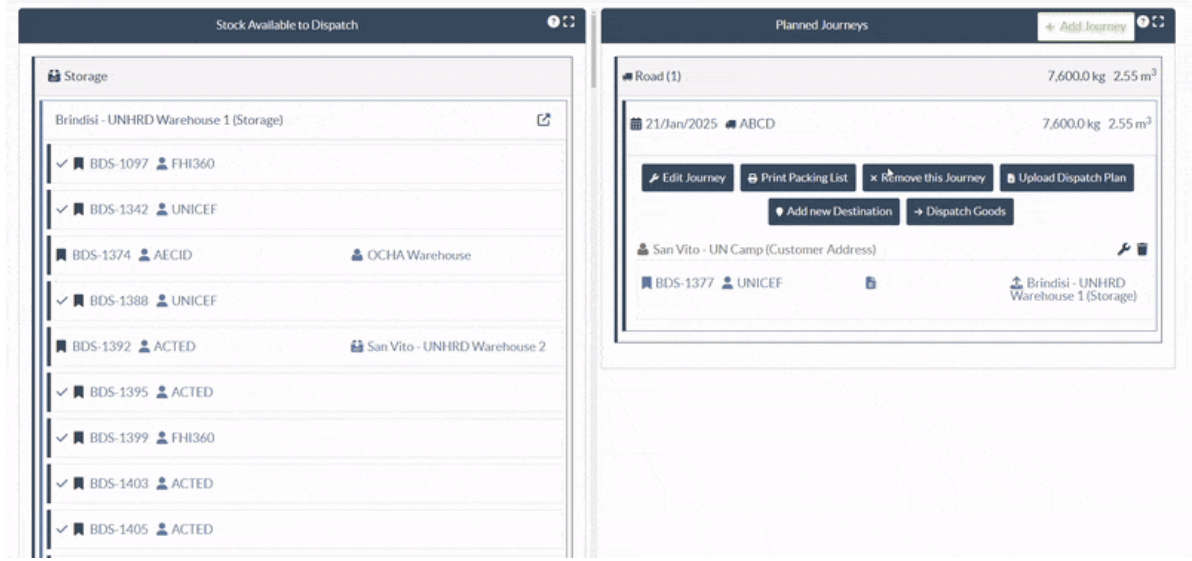 Stock Available to Dispatch
Storage
Brindisi - UNHRD Warehouse 1 (Storage)
BDS-1097 FHI360
BDS-1342 UNICEF
BDS-1374 AECID OCHA Warehouse
BDS-1388 UNICEF
BDS-1392 ACTED San Vito - UNHRD Warehouse 2
BDS-1395 ACTED
BDS-1399 FHI360
BDS-1403 ACTED
BDS-1405 ACTED
Planned Journeys
+ Add Journey
Road (1) 7,600.0 kg 2.55 m³
21/Jan/2025 ABCD 7,600.0 kg 2.55 m³
Edit Journey Print Packing List × Remove this Journey Upload Dispatch Plan
Add new Destination → Dispatch Goods
San Vito - UN Camp (Customer Address)
BDS-1377 UNICEF Brindisi - UNHRD
Warehouse 1 (Storage)